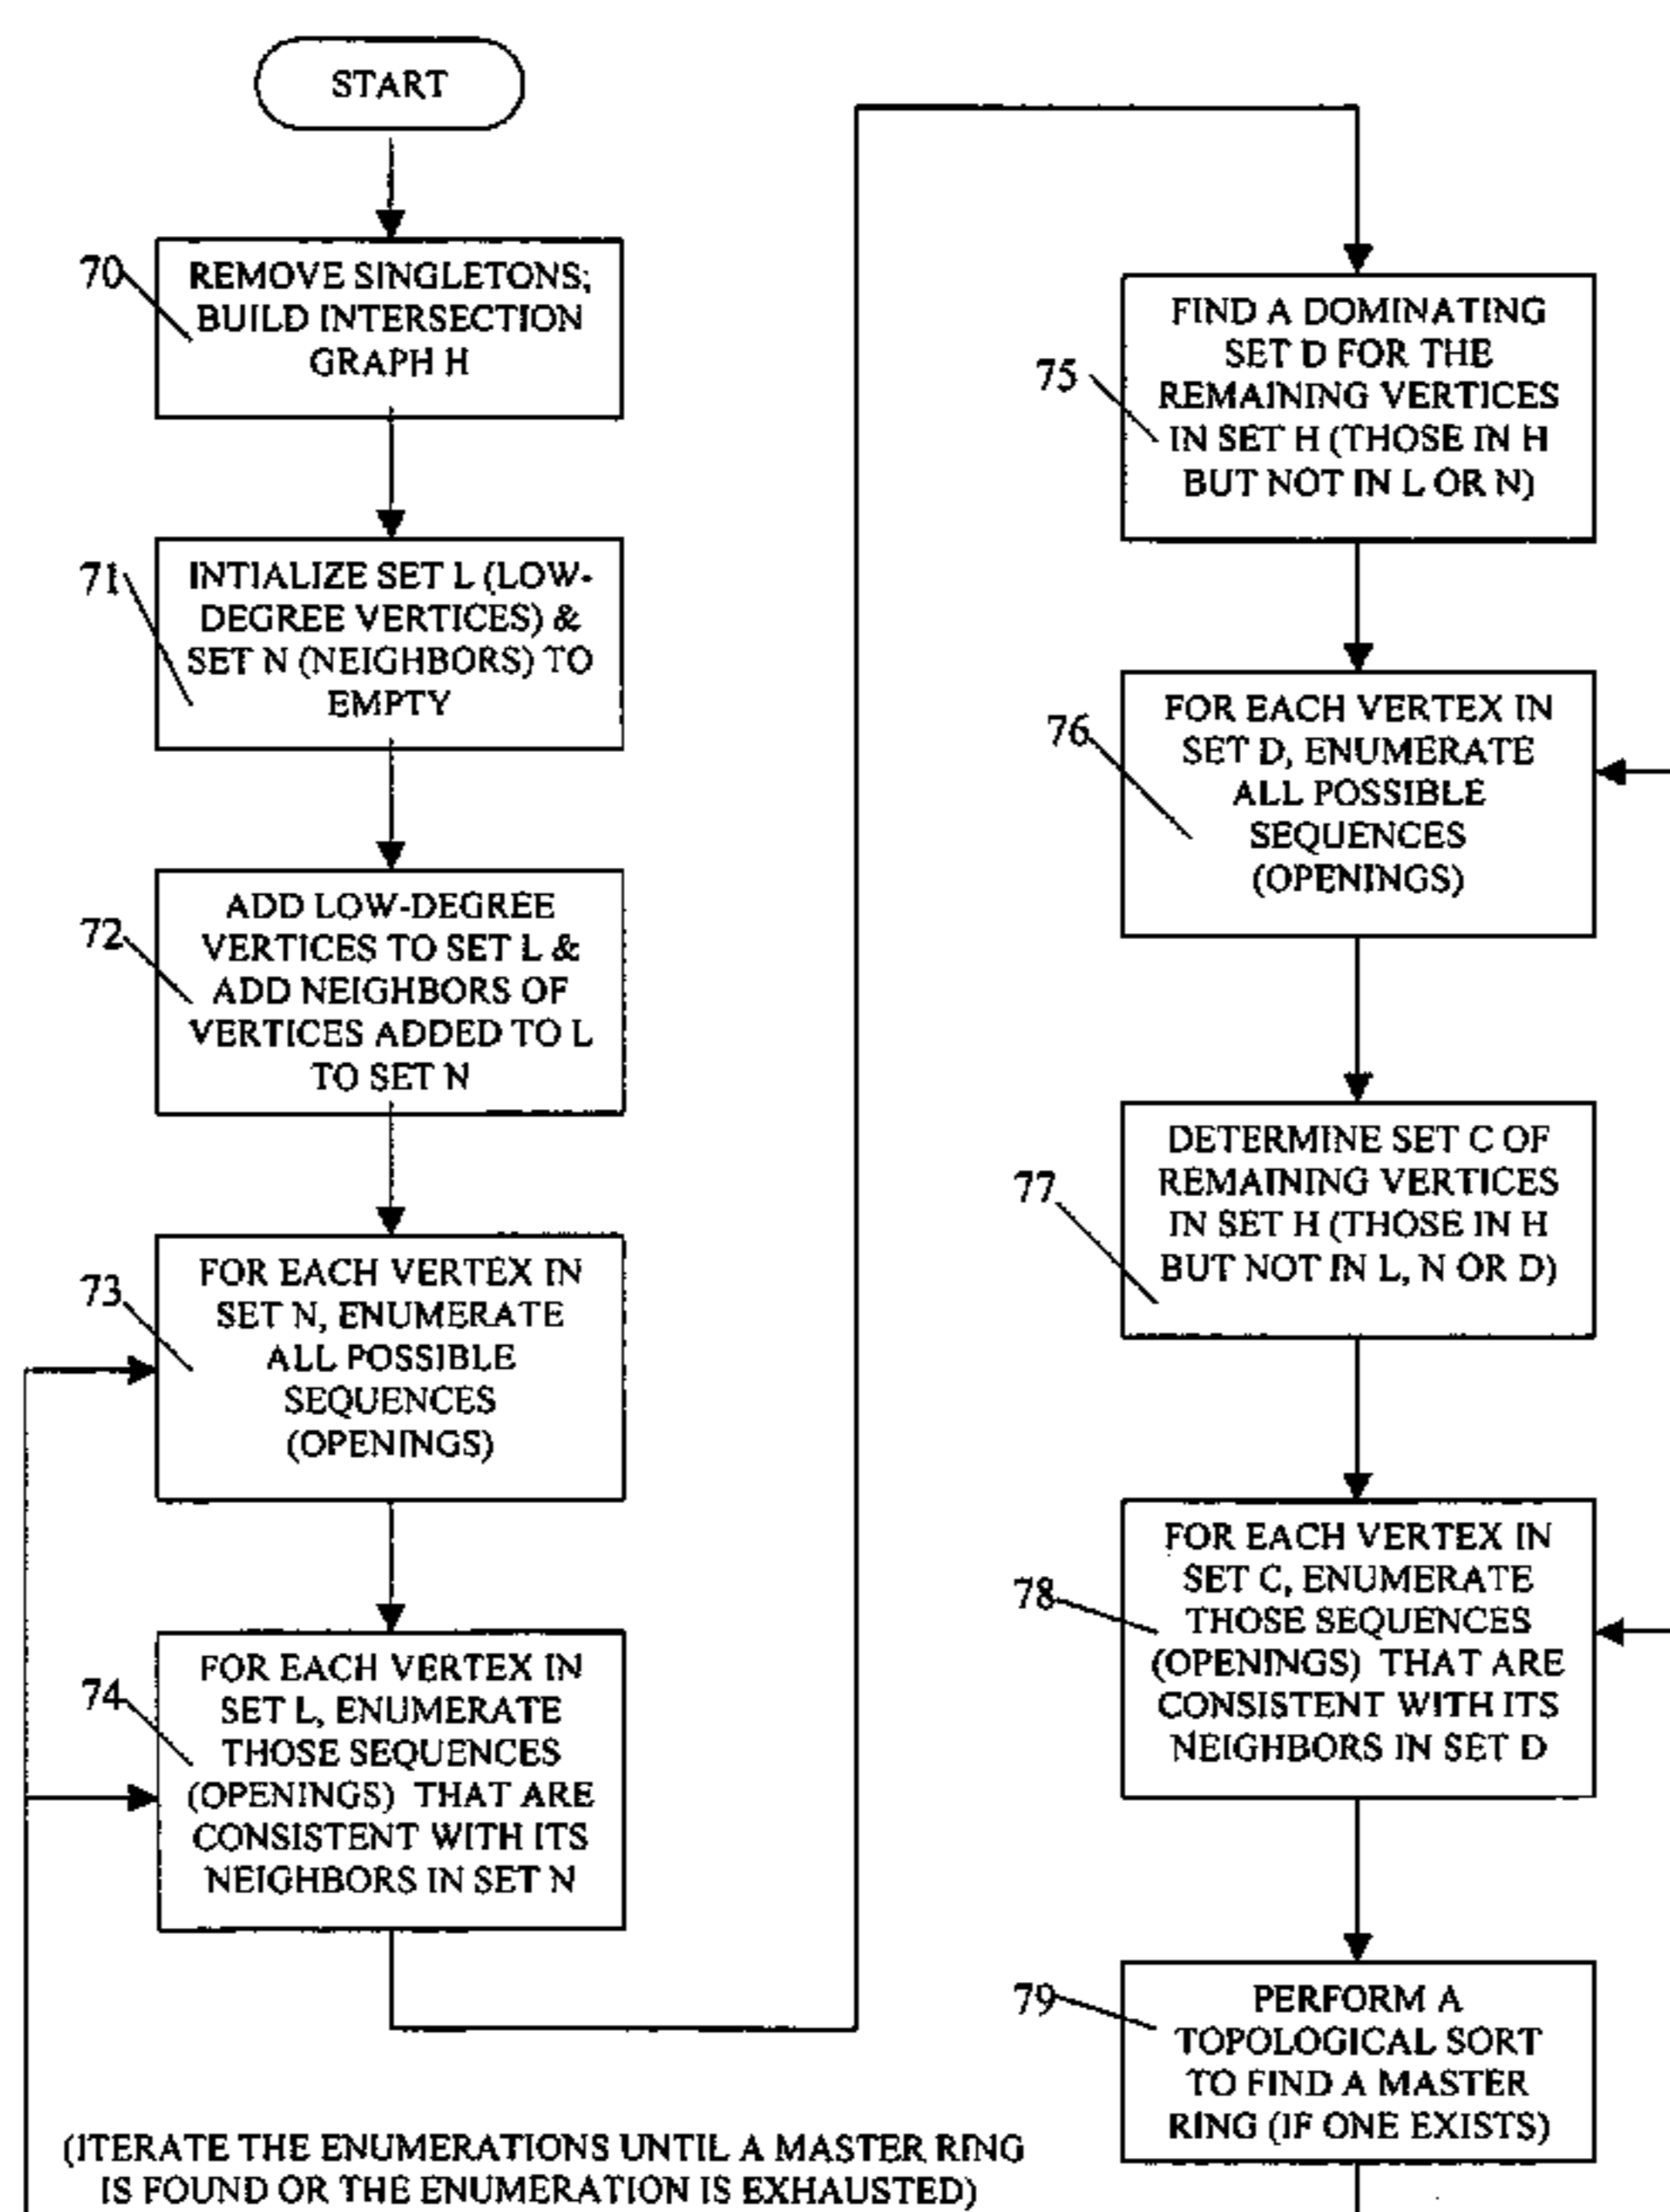 START
70
REMOVE SINGLETONS;
BUILD INTERSECTION
GRAPH H
71
INTIALIZE SET L (LOW-
DEGREE VERTICES) &
SET N (NEIGHBORS) TO
EMPTY
72
ADD LOW-DEGREE
VERTICES TO SET L &
ADD NEIGHBORS OF
VERTICES ADDED TO L
TO SET N
73
FOR EACH VERTEX IN
SET N, ENUMERATE
ALL POSSIBLE
SEQUENCES
(OPENINGS)
74
FOR EACH VERTEX IN
SET L, ENUMERATE
THOSE SEQUENCES
(OPENINGS) THAT ARE
CONSISTENT WITH ITS
NEIGHBORS IN SET N
75
FIND A DOMINATING
SET D FOR THE
REMAINING VERTICES
IN SET H (THOSE IN H
BUT NOT IN L OR N)
76
FOR EACH VERTEX IN
SET D, ENUMERATE
ALL POSSIBLE
SEQUENCES
(OPENINGS)
77
DETERMINE SET C OF
REMAINING VERTICES
IN SET H (THOSE IN H
BUT NOT IN L, N OR D)
78
FOR EACH VERTEX IN
SET C, ENUMERATE
THOSE SEQUENCES
(OPENINGS) THAT ARE
CONSISTENT WITH ITS
NEIGHBORS IN SET D
79
PERFORM A
TOPOLOGICAL SORT
TO FIND A MASTER
RING (IF ONE EXISTS)
(ITERATE THE ENUMERATIONS UNTIL A MASTER RING
IS FOUND OR THE ENUMERATION IS EXHAUSTED)